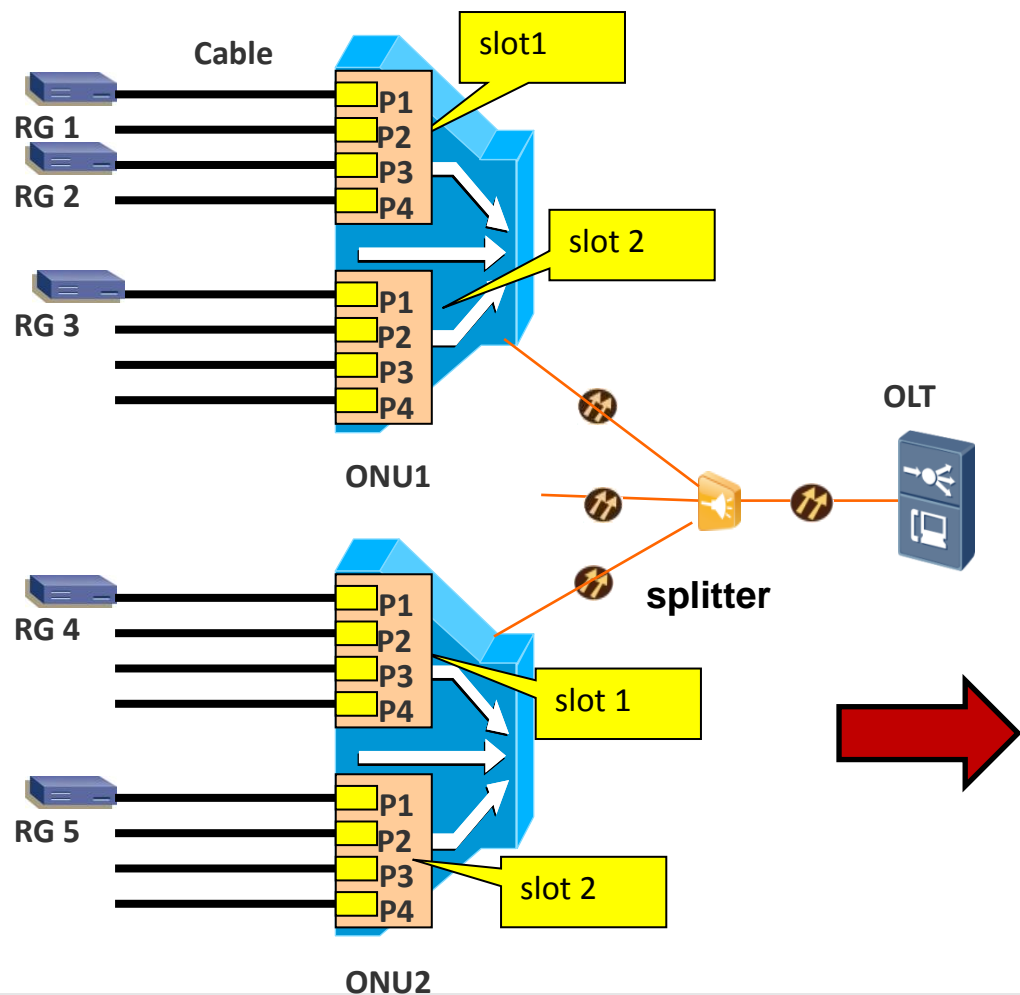 slot1
Cable
P1
RG 1
P2
P3
RG 2
P4
slot 2
P1
RG 3
P2
P3
P4
OLT
ONU1
splitter
P1
RG 4
P2
P3
slot 1
P4
P1
RG 5
P2
P3
slot 2
P4
ONU2